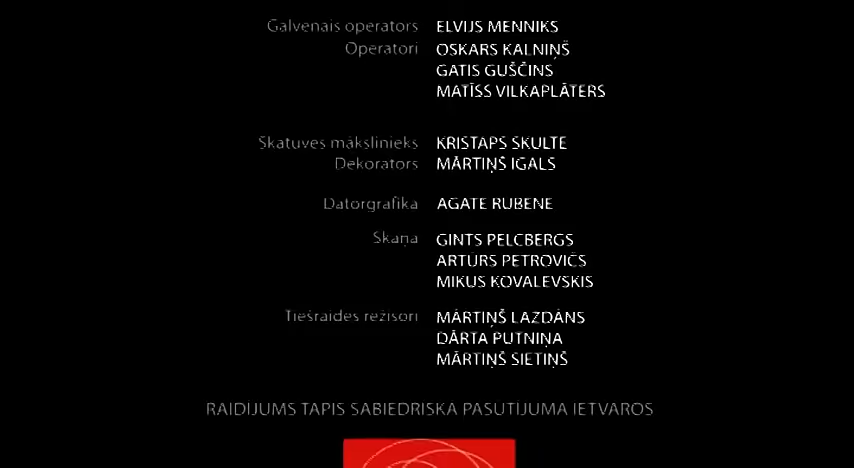 Galvenais operators ELVIJS MENNIKS
Operatori OSKARS KALNIŅŠ
GATIS GUŠČINS
MATĪSS VILKAPLĀTERS
Skatuves mākslinieks KRISTAPS SKULTE
Dekorators MĀRTIŅŠ IGALS
Datorgrafika AGATE RUBENE
Skaņa GINTS PELCBERGS
ARTŪRS PETROVIČS
MIKUS KOVALEVSKIS
Tiešraides režisori MĀRTIŅŠ LAZDĀNS
DĀRTA PUTNIŅA
MĀRTIŅŠ SIETIŅŠ
RAIDĪJUMS TAPIS SABIEDRISKĀ PASŪTĪJUMA IETVAROS